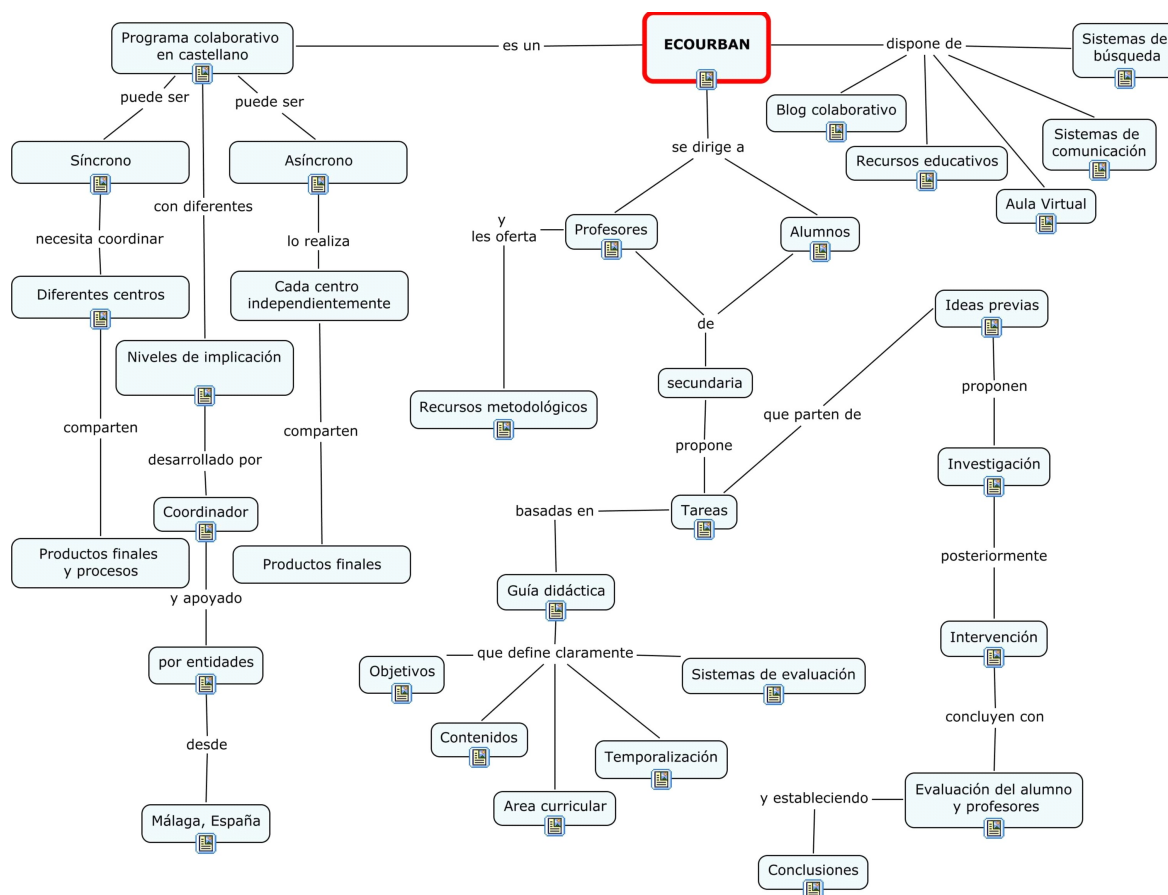 Programa colaborativo
en castellano
es un
ECOURBAN
dispone de
Sistemas de
búsqueda
puede ser
puede ser
Blog colaborativo
Síncrono
Asíncrono
se dirige a
Recursos educativos
Sistemas de
comunicación
con diferentes
Aula Virtual
necesita coordinar
lo realiza
y
les oferta
Profesores
Alumnos
Diferentes centros
Cada centro
independientemente
de
Ideas previas
Niveles de implicación
secundaria
proponen
Recursos metodológicos
que parten de
comparten
comparten
propone
desarrollado por
Investigación
Coordinador
basadas en
Tareas
Productos finales
y procesos
Productos finales
posteriormente
y apoyado
Guía didáctica
Intervención
por entidades
que define claramente
Objetivos
Sistemas de evaluación
desde
Contenidos
Temporalización
concluyen con
Málaga, España
Area curricular
y estableciendo
Evaluación del alumno
y profesores
Conclusiones